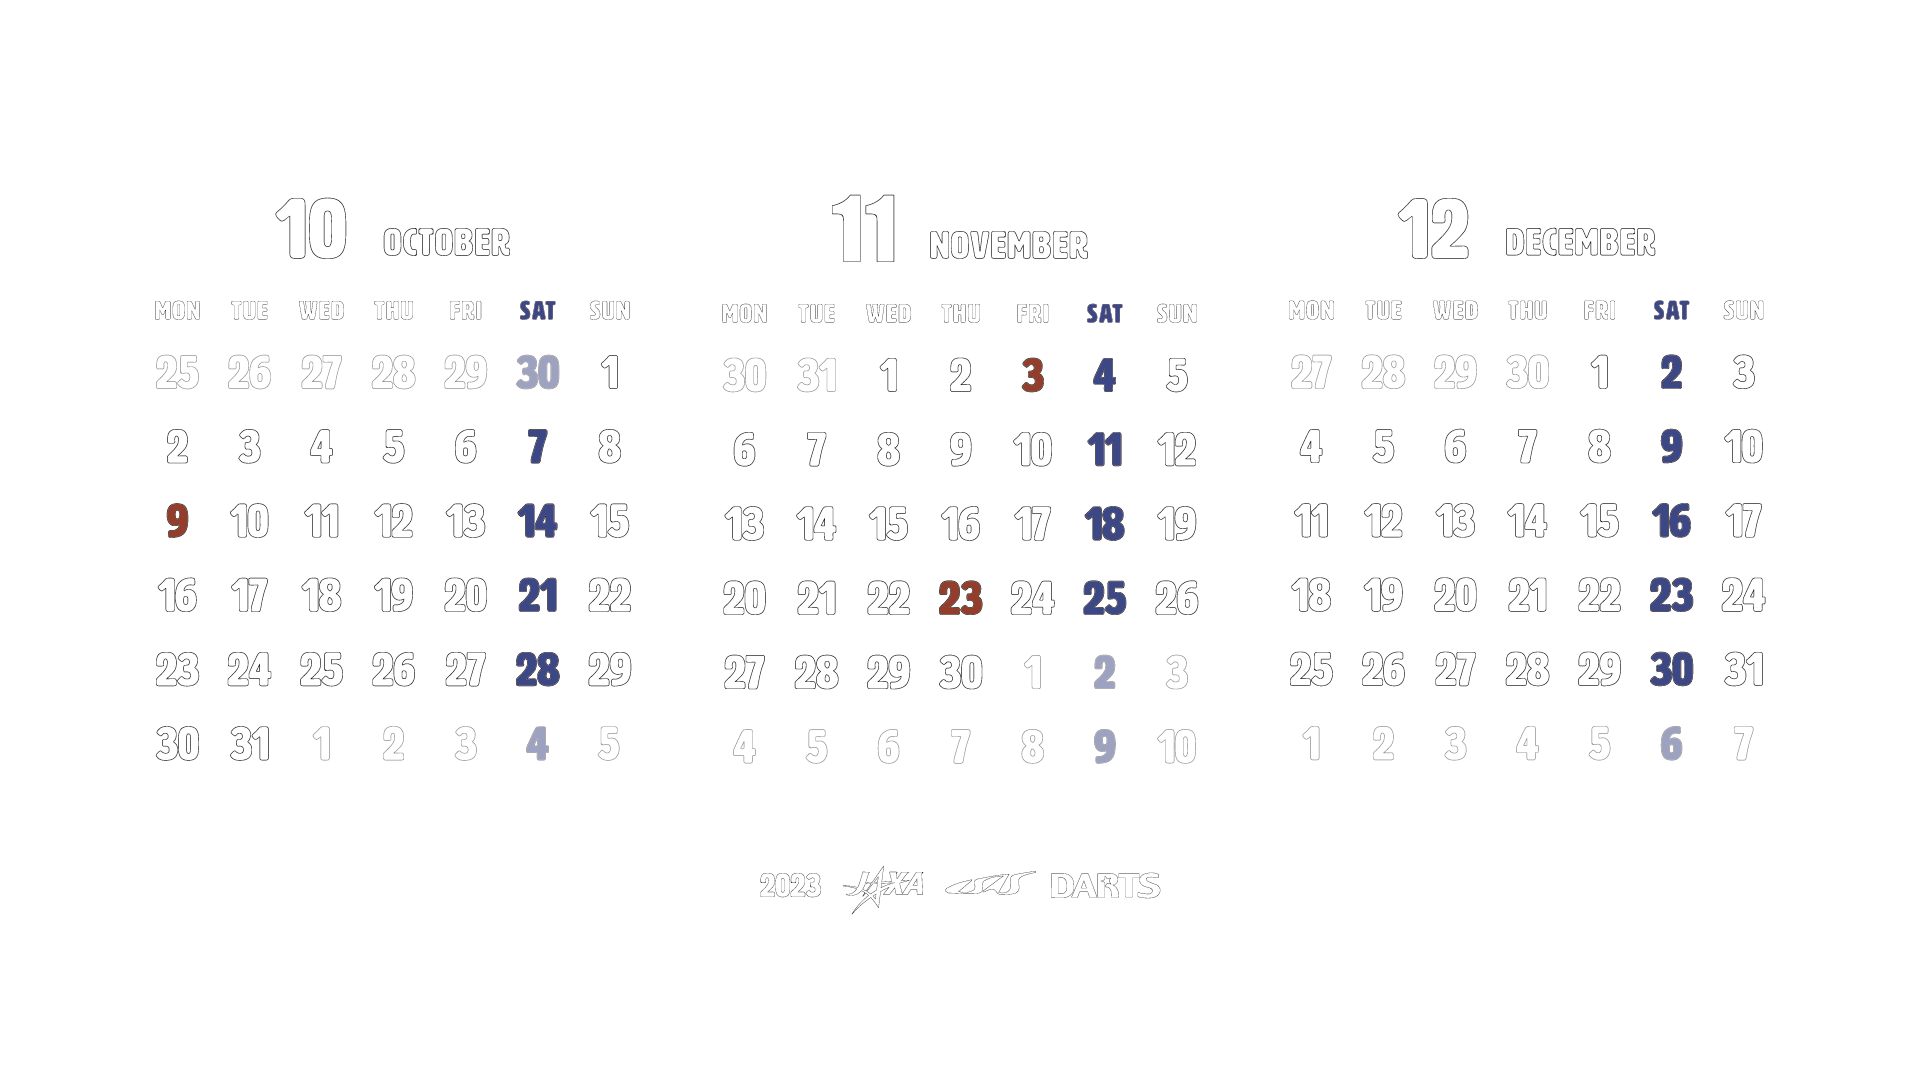 10 OCTOBER
MON TUE WED THU FRI SAT SUN
25 26 27 28 29 30 1
2 3 4 5 6 7 8
9 10 11 12 13 14 15
16 17 18 19 20 21 22
23 24 25 26 27 28 29
30 31 1 2 3 4 5
11 NOVEMBER
MON TUE WED THU FRI SAT SUN
30 31 1 2 3 4 5
6 7 8 9 10 11 12
13 14 15 16 17 18 19
20 21 22 23 24 25 26
27 28 29 30 1 2 3
4 5 6 7 8 9 10
12 DECEMBER
MON TUE WED THU FRI SAT SUN
27 28 29 30 1 2 3
4 5 6 7 8 9 10
11 12 13 14 15 16 17
18 19 20 21 22 23 24
25 26 27 28 29 30 31
1 2 3 4 5 6 7
2023 JAXA ISAS DARTS